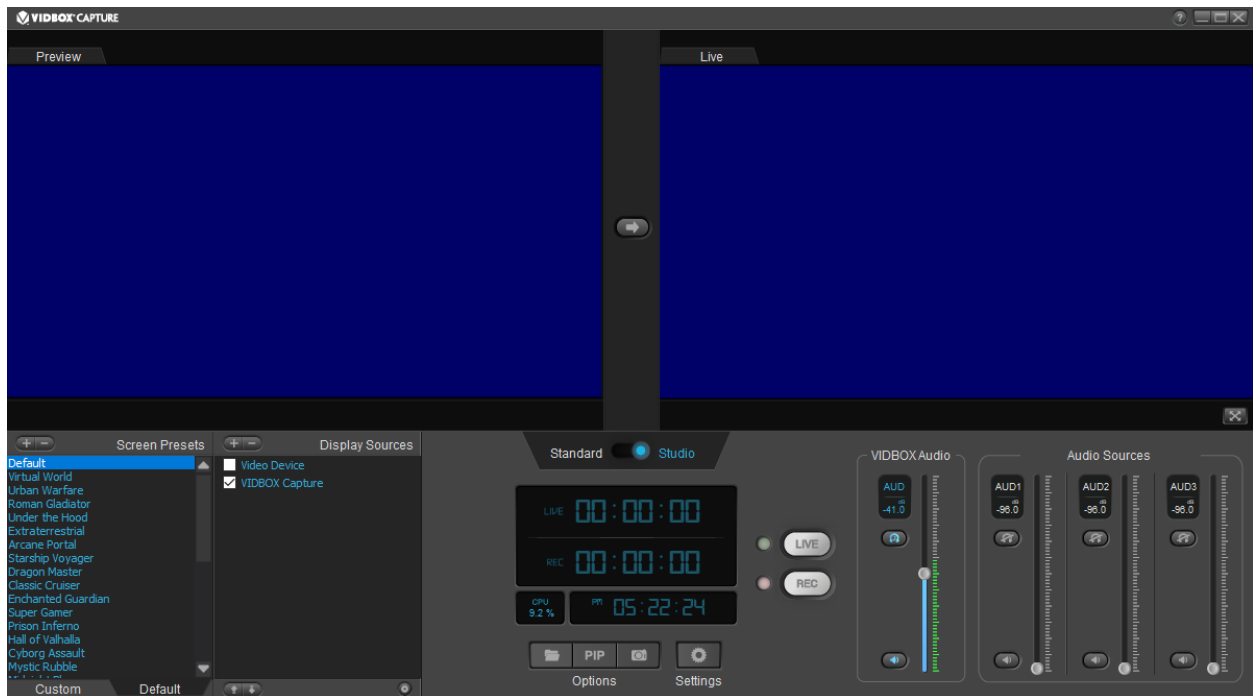 VIDBOX CAPTURE
Preview
Live
Screen Presets
Default
Virtual World
Urban Warfare
Roman Gladiator
Under the Hood
Extraterrestrial
Arcane Portal
Starship Voyager
Dragon Master
Classic Cruiser
Enchanted Guardian
Super Gamer
Prison Inferno
Hall of Valhalla
Cyborg Assault
Mystic Rubble
Custom Default
Display Sources
Video Device
VIDBOX Capture
Standard Studio
LIVE 00:00:00
REC 00:00:00
CPU
9.2 %
PM 05:22:24
LIVE
REC
PIP
Options
Settings
VIDBOX Audio
AUD
dB
-41.0
Audio Sources
AUD1
dB
-96.0
AUD2
dB
-96.0
AUD3
dB
-96.0